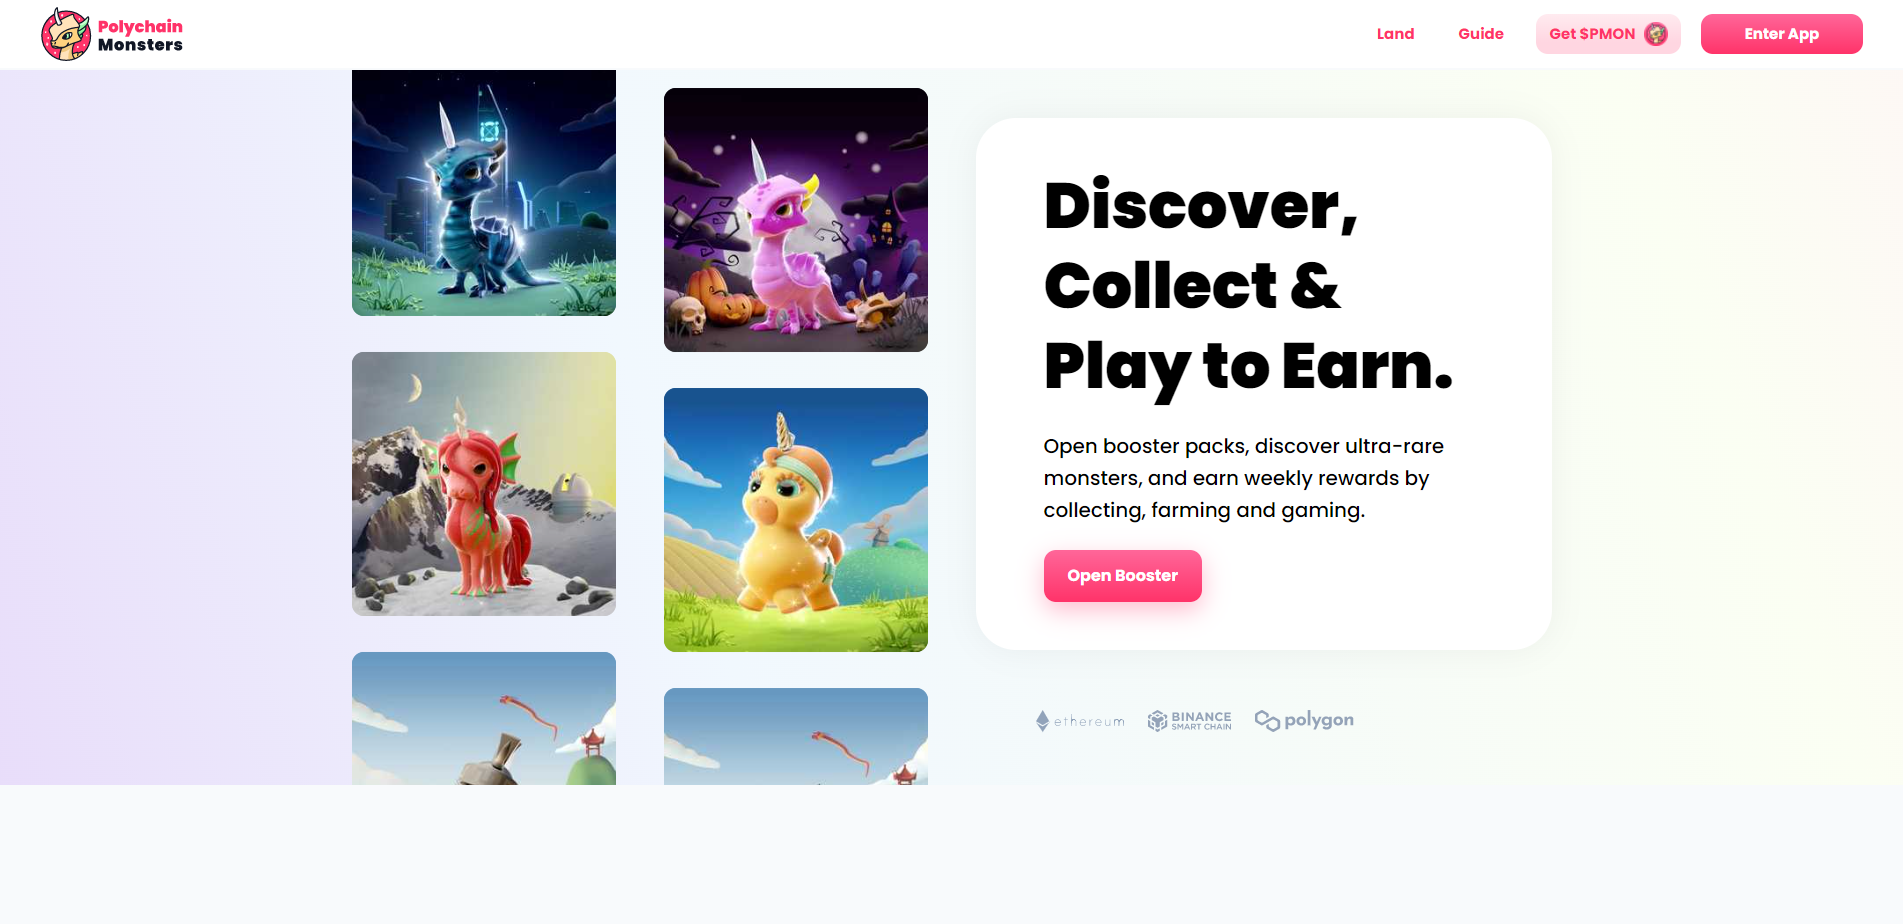 Polychain
Monsters
Land
Guide
Get $PMON
Enter App
Discover,
Collect &
Play to Earn.
Open booster packs, discover ultra-rare
monsters, and earn weekly rewards by
collecting, farming and gaming.
Open Booster
ethereum
BINANCE
SMART CHAIN
polygon